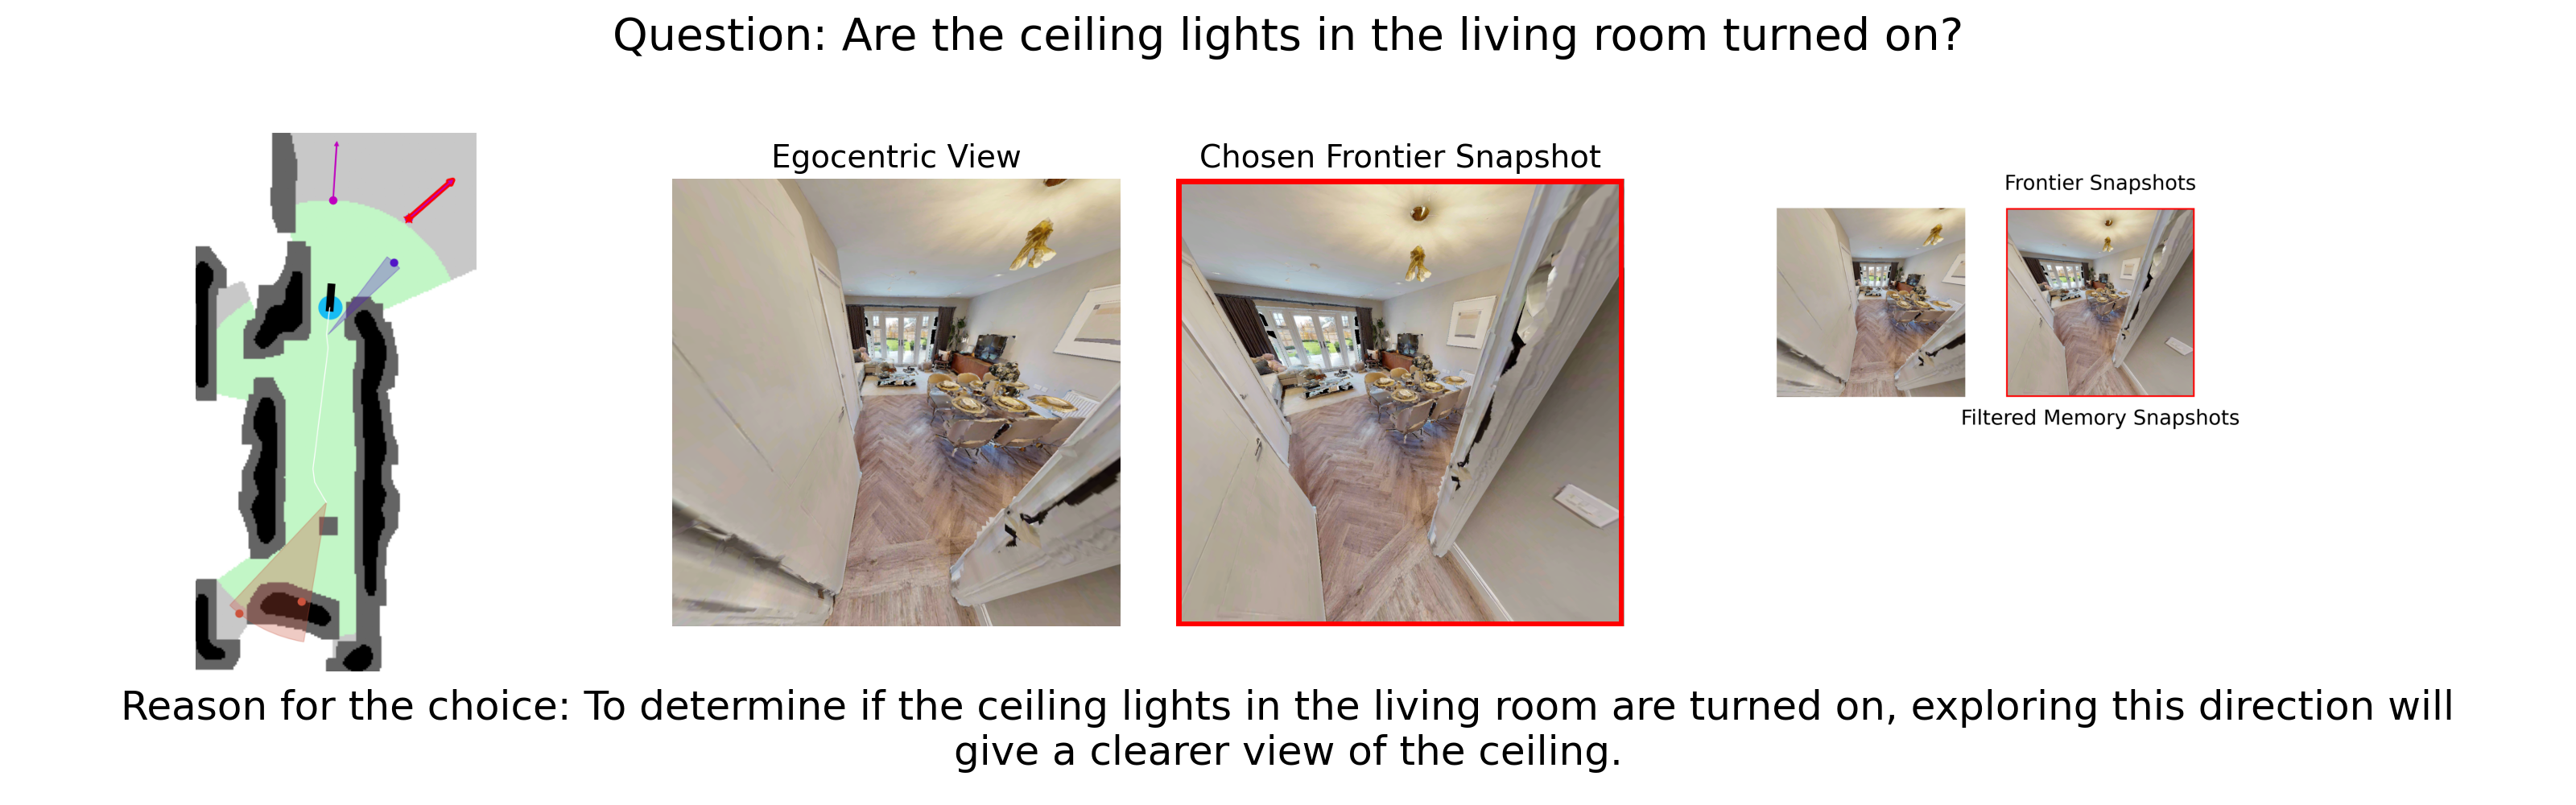 Question: Are the ceiling lights in the living room turned on?
Egocentric View
Chosen Frontier Snapshot
Frontier Snapshots
Filtered Memory Snapshots
Reason for the choice: To determine if the ceiling lights in the living room are turned on, exploring this direction will
give a clearer view of the ceiling.